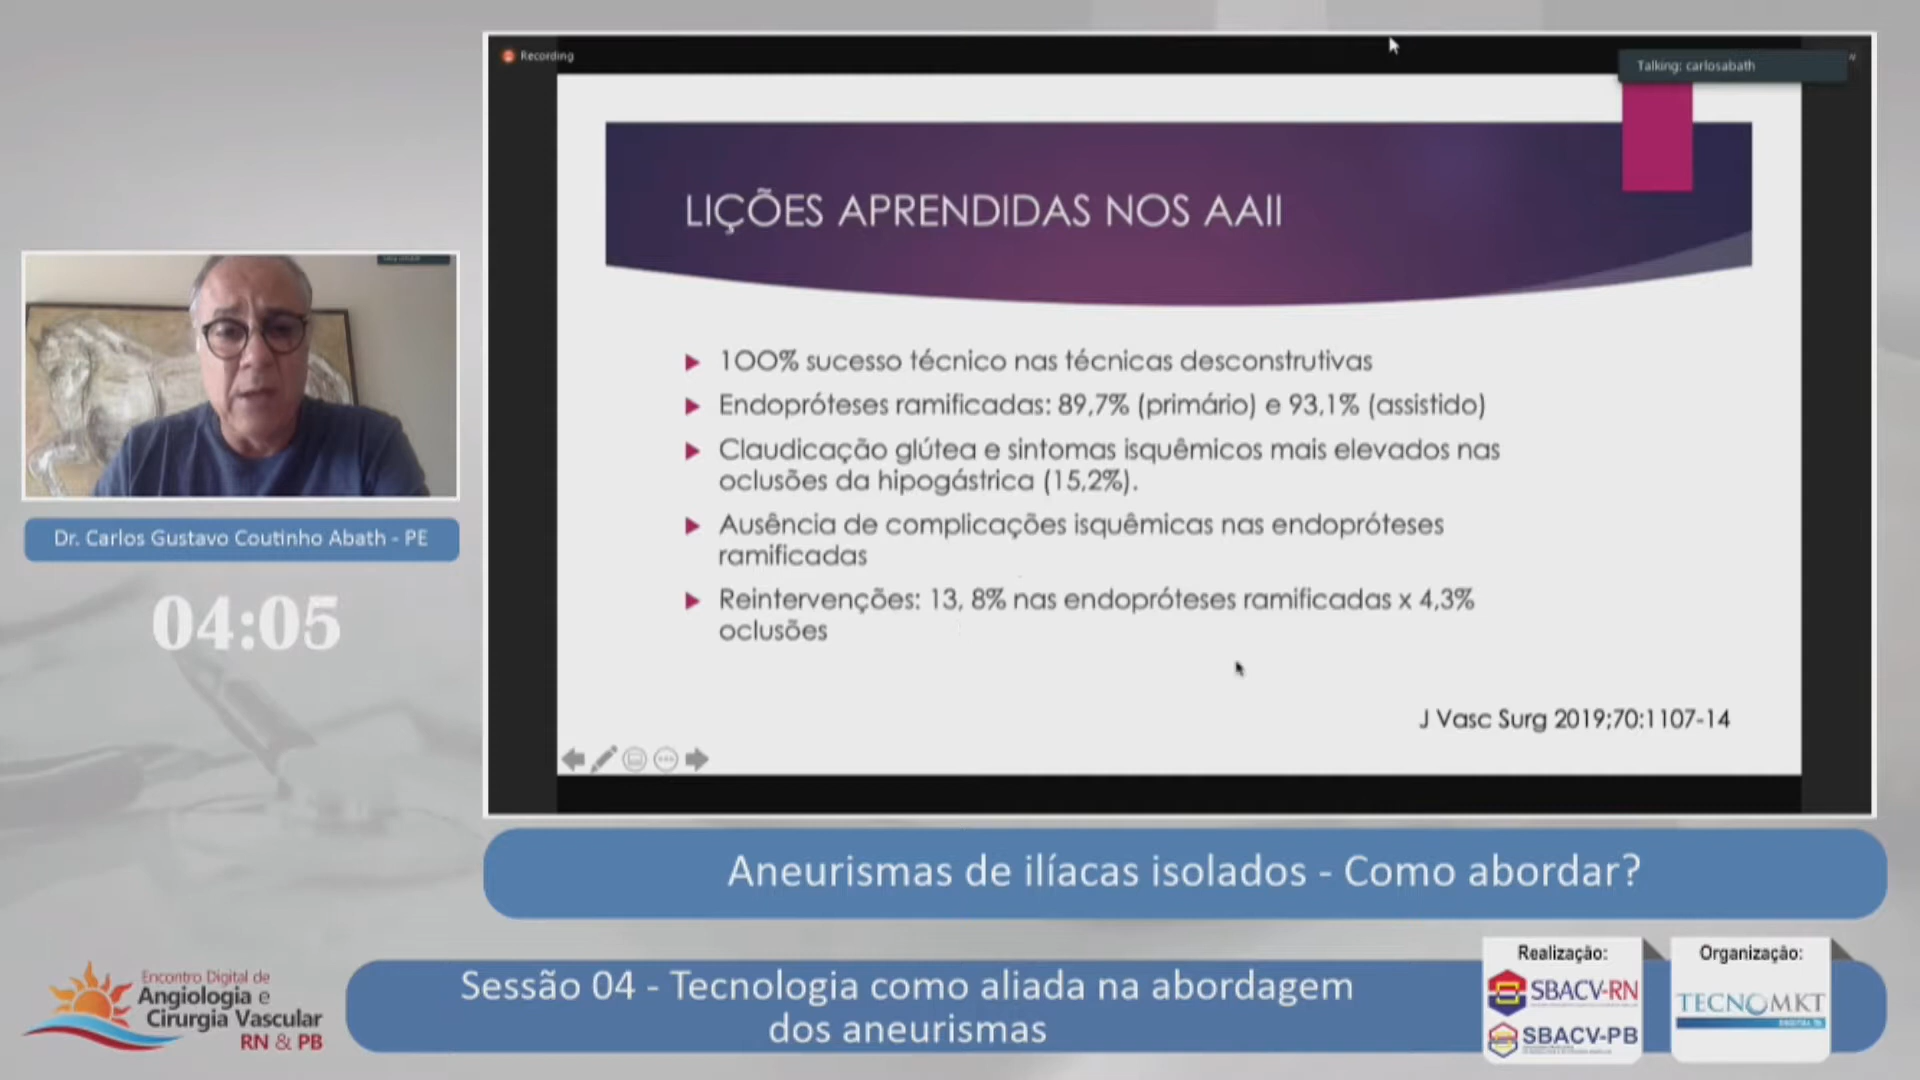 Recording
Talking: carlosabath
LIÇÕES APRENDIDAS NOS AAII
100% sucesso técnico nas técnicas desconstrutivas
Endopróteses ramificadas: 89,7% (primário) e 93,1% (assistido)
Claudicação glútea e sintomas isquêmicos mais elevados nas
oclusões da hipogástrica (15,2%).
Ausência de complicações isquêmicas nas endopróteses
ramificadas
Reintervenções: 13, 8% nas endopróteses ramificadas x 4,3%
oclusões
J Vasc Surg 2019;70:1107-14
Dr. Carlos Gustavo Coutinho Abath - PE
04:05
Aneurismas de ilíacas isolados - Como abordar?
Encontro Digital de
Angiologia e
Cirurgia Vascular
RN & PB
Sessão 04 - Tecnologia como aliada na abordagem
dos aneurismas
Realização:
SBACV-RN
SBACV-PB
Organização:
TECNOMKT